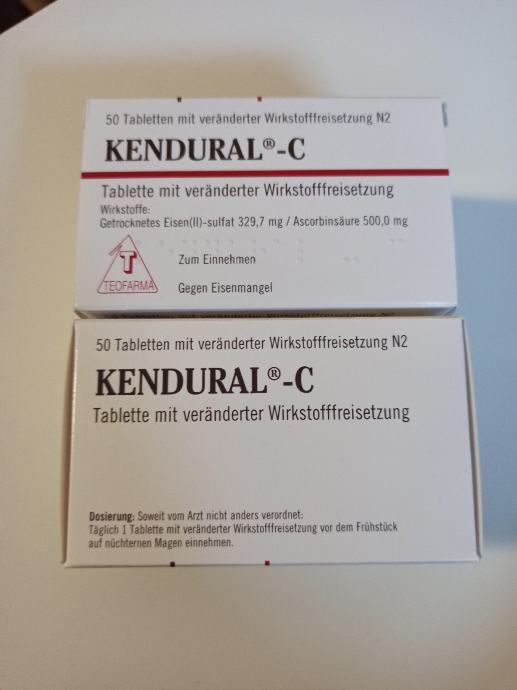 50 Tabletten mit veränderter Wirkstofffreisetzung N2
KENDURAL®-C
Tablette mit veränderter Wirkstofffreisetzung
Wirkstoffe:
Getrocknetes Eisen(II)-sulfat 329,7 mg / Ascorbinsäure 500,0 mg
T
TEOFARMA
Zum Einnehmen
Gegen Eisenmangel
50 Tabletten mit veränderter Wirkstofffreisetzung N2
KENDURAL®-C
Tablette mit veränderter Wirkstofffreisetzung
Dosierung: Soweit vom Arzt nicht anders verordnet:
Täglich 1 Tablette mit veränderter Wirkstofffreisetzung vor dem Frühstück
auf nüchternen Magen einnehmen.